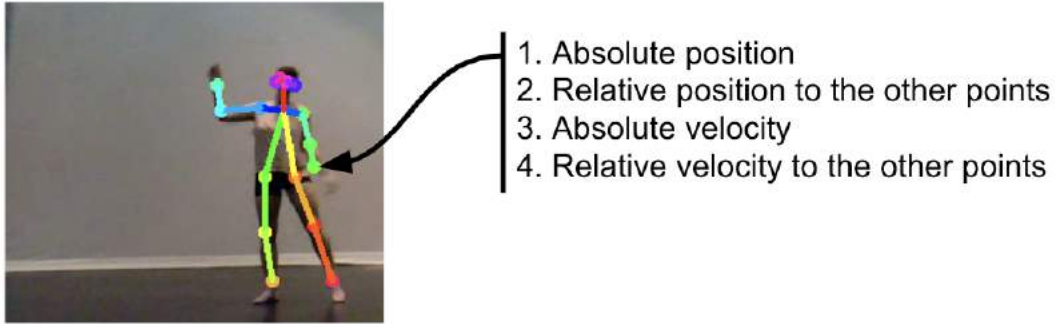 1. Absolute position
2. Relative position to the other points
3. Absolute velocity
4. Relative velocity to the other points